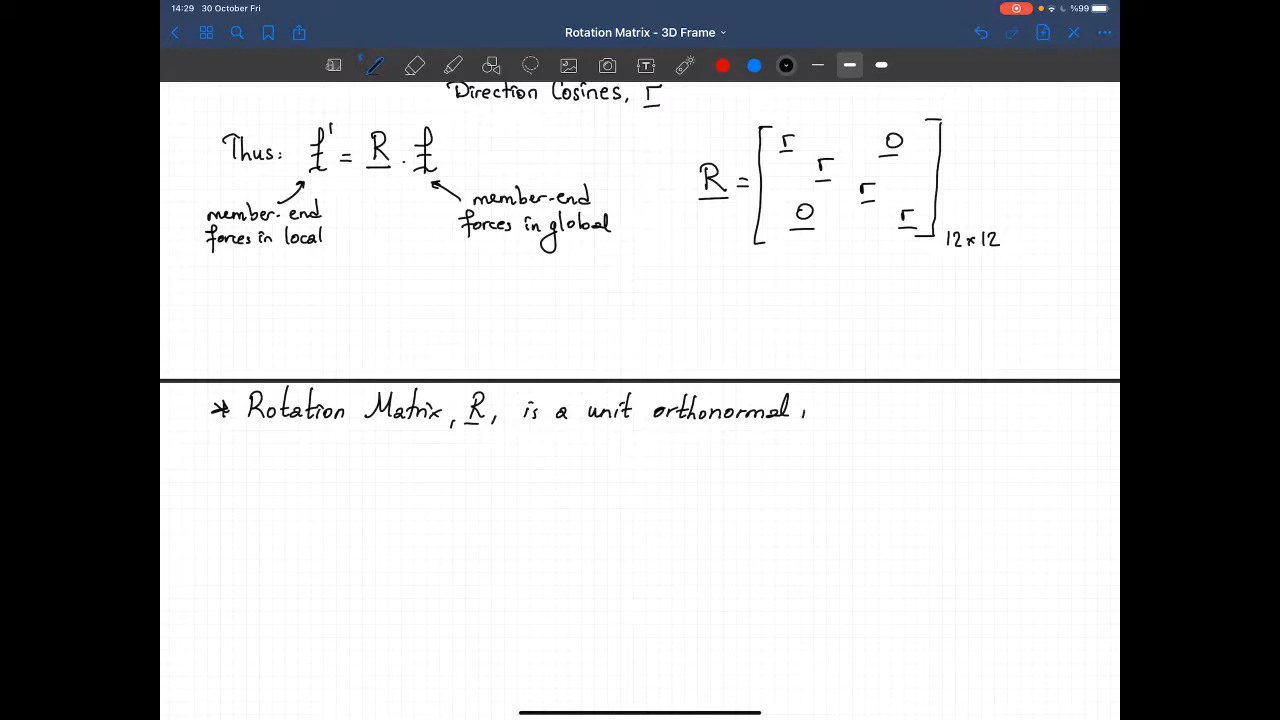 14:29 30 October Fri
%99
Rotation Matrix - 3D Frame
T
Direction Cosines, r
Thus: f' = R . f
member-end
forces in local
member-end
forces in global
R = [ r 0
r
r
0 r ] 12×12
* Rotation Matrix, R, is a unit orthonormal,